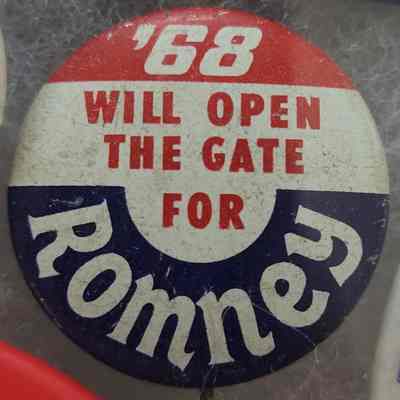 '68
WILL OPEN
THE GATE
FOR
Romney